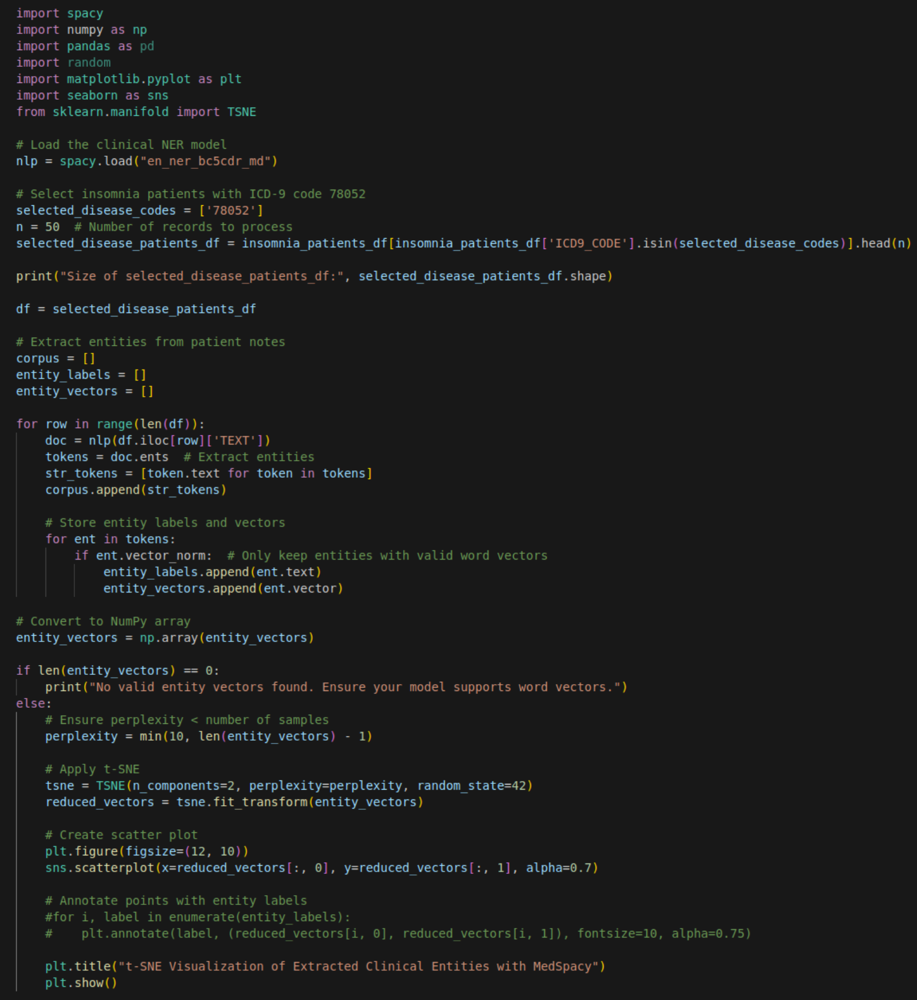 import spacy
import numpy as np
import pandas as pd
import random
import matplotlib.pyplot as plt
import seaborn as sns
from sklearn.manifold import TSNE

# Load the clinical NER model
nlp = spacy.load("en_ner_bc5cdr_md")

# Select insomnia patients with ICD-9 code 78052
selected_disease_codes = ['78052']
n = 50  # Number of records to process
selected_disease_patients_df = insomnia_patients_df[insomnia_patients_df['ICD9_CODE'].isin(selected_disease_codes)].head(n)

print("Size of selected_disease_patients_df:", selected_disease_patients_df.shape)

df = selected_disease_patients_df

# Extract entities from patient notes
corpus = []
entity_labels = []
entity_vectors = []

for row in range(len(df)):
    doc = nlp(df.iloc[row]['TEXT'])
    tokens = doc.ents  # Extract entities
    str_tokens = [token.text for token in tokens]
    corpus.append(str_tokens)

    # Store entity labels and vectors
    for ent in tokens:
        if ent.vector_norm:  # Only keep entities with valid word vectors
            entity_labels.append(ent.text)
            entity_vectors.append(ent.vector)

# Convert to NumPy array
entity_vectors = np.array(entity_vectors)

if len(entity_vectors) == 0:
    print("No valid entity vectors found. Ensure your model supports word vectors.")
else:
    # Ensure perplexity < number of samples
    perplexity = min(10, len(entity_vectors) - 1)

    # Apply t-SNE
    tsne = TSNE(n_components=2, perplexity=perplexity, random_state=42)
    reduced_vectors = tsne.fit_transform(entity_vectors)

    # Create scatter plot
    plt.figure(figsize=(12, 10))
    sns.scatterplot(x=reduced_vectors[:, 0], y=reduced_vectors[:, 1], alpha=0.7)

    # Annotate points with entity labels
    #for i, label in enumerate(entity_labels):
    #    plt.annotate(label, (reduced_vectors[i, 0], reduced_vectors[i, 1]), fontsize=10, alpha=0.75)

    plt.title("t-SNE Visualization of Extracted Clinical Entities with MedSpacy")
    plt.show()